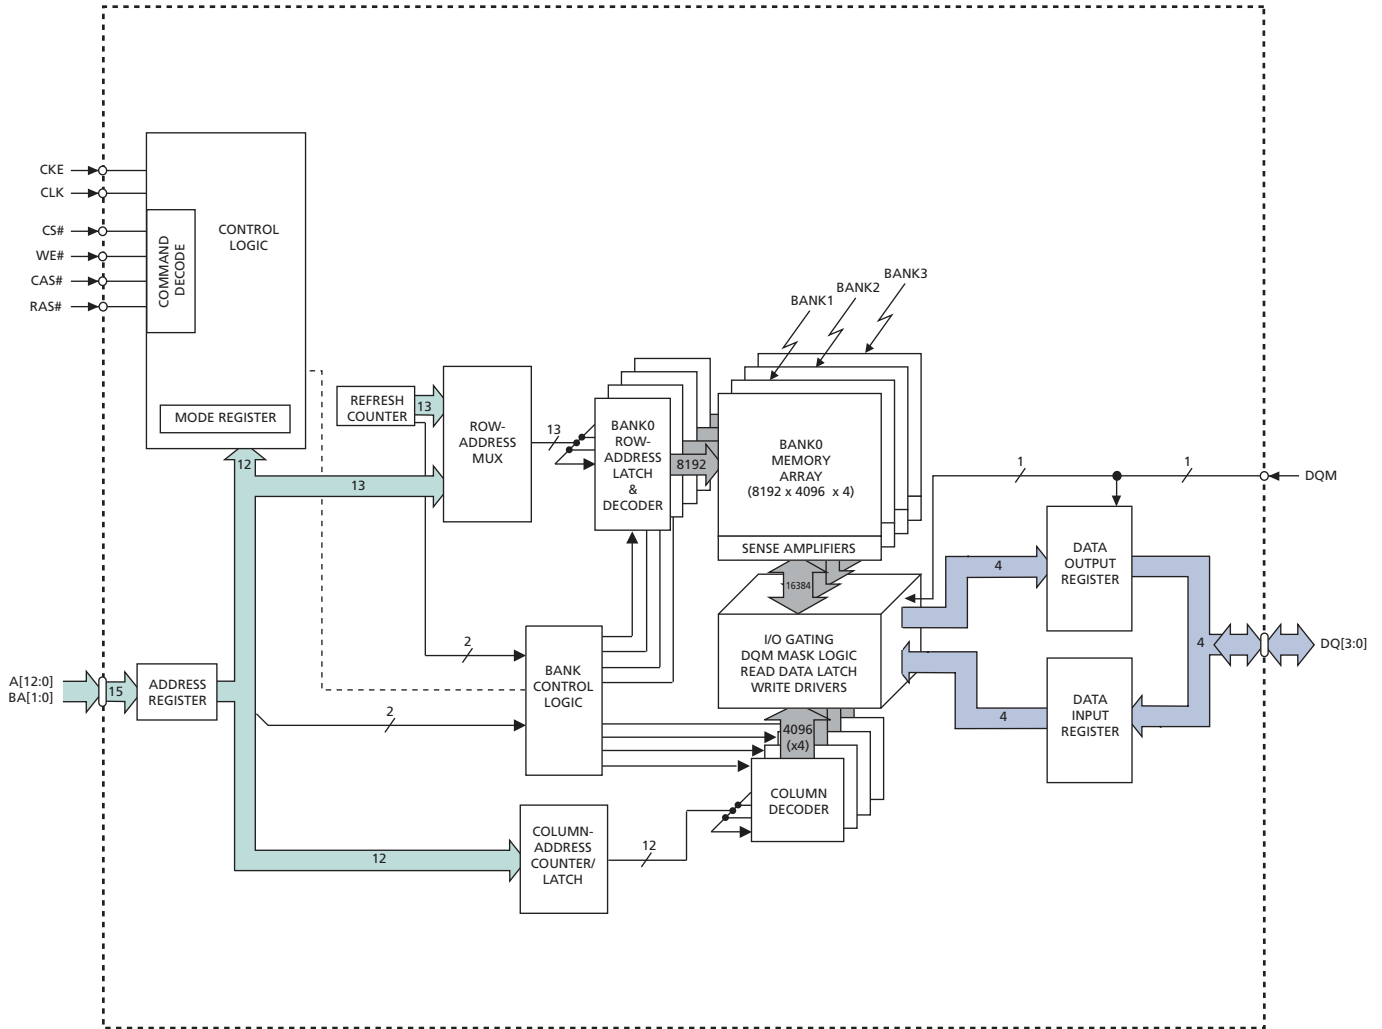 BANK3
BANK2
BANK1
CKE
CLK
CS#
WE#
CAS#
RAS#
CONTROL
LOGIC
COMMAND
DECODE
MODE REGISTER
12
REFRESH
COUNTER
13
13
ROW-
ADDRESS
MUX
13
BANK0
ROW-
ADDRESS
LATCH
&
DECODER
8192
BANK0
MEMORY
ARRAY
(8192 x 4096 x 4)
SENSE AMPLIFIERS
16384
1
1
DQM
DATA
OUTPUT
REGISTER
4
I/O GATING
DQM MASK LOGIC
READ DATA LATCH
WRITE DRIVERS
4
DQ[3:0]
4
DATA
INPUT
REGISTER
A[12:0]
BA[1:0]
15
ADDRESS
REGISTER
2
2
BANK
CONTROL
LOGIC
4096
(x4)
COLUMN
DECODER
12
COLUMN-
ADDRESS
COUNTER/
LATCH
12